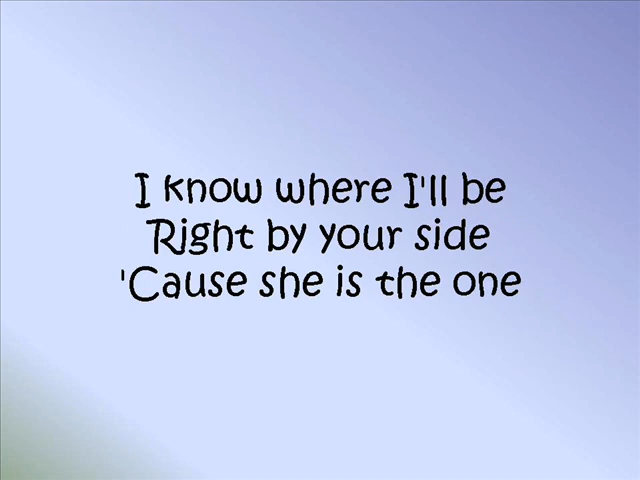 I know where I'll be
Right by your side
'Cause she is the one